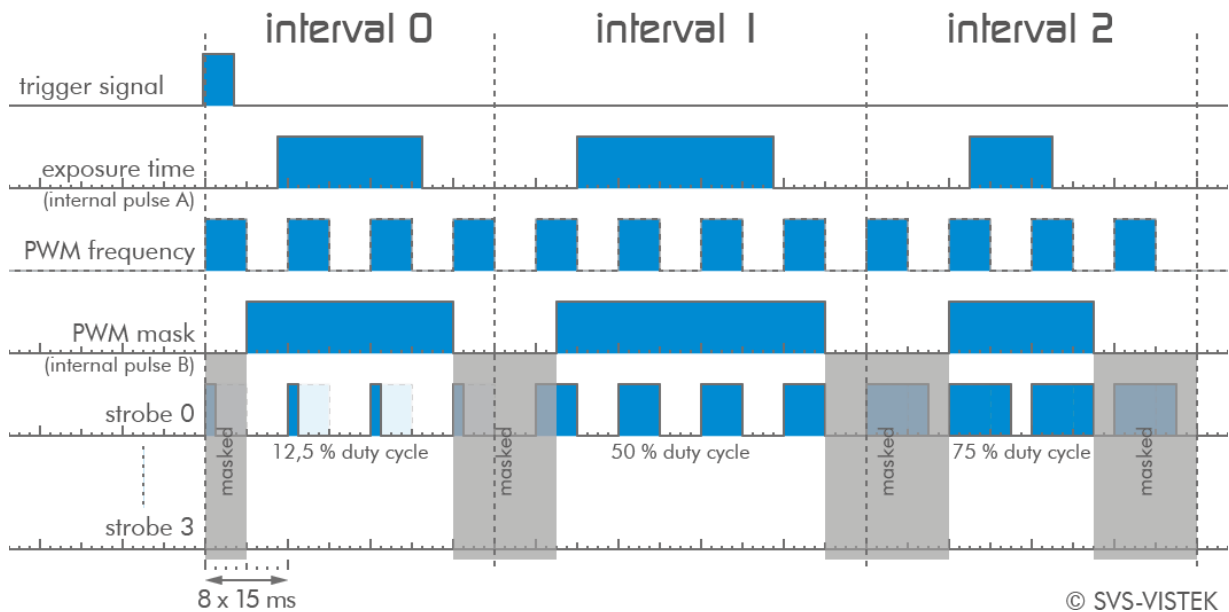 interval 0
interval 1
interval 2
trigger signal
exposure time
(internal pulse A)
PWM frequency
PWM mask
(internal pulse B)
strobe 0
masked
12,5 % duty cycle
masked
50 % duty cycle
masked
75 % duty cycle
masked
strobe 3
8 x 15 ms
© SVS-VISTEK